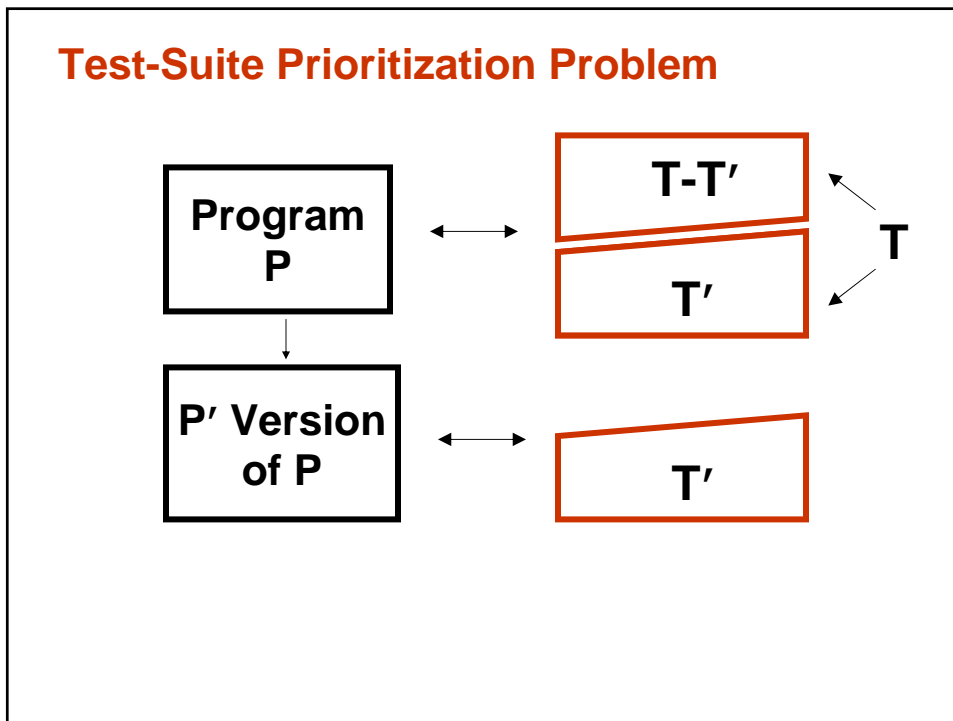 Test-Suite Prioritization Problem
Program
P
T-T′
T′
T
P′ Version
of P
T′